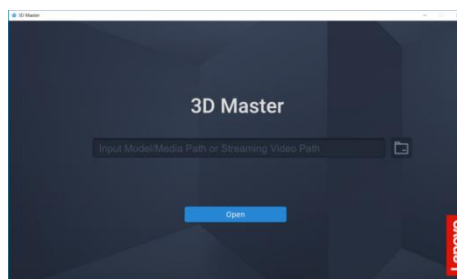 3D Master
3D Master
Input Model/Media Path or Streaming Video Path
Open
Lenovo